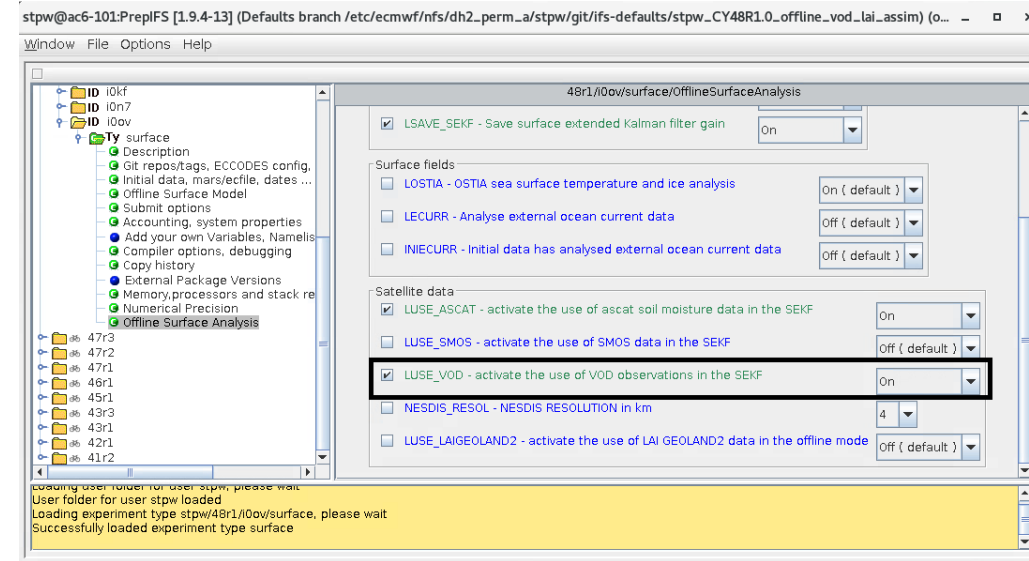 stpw@ac6-101:PrepIFS [1.9.4-13] (Defaults branch /etc/ecmwf/nfs/dh2_perm_a/stpw/git/ifs-defaults/stpw_CY48R1.0_offline_vod_lai_assim) (o...
Window File Options Help
48r1/i0ov/surface/OfflineSurfaceAnalysis
ID i0kf
ID i0n7
ID i0ov
Ty surface
Description
Git repos/tags, ECCODES config,
Initial data, mars/ecfile, dates ...
Offline Surface Model
Submit options
Accounting, system properties
Add your own Variables, Namelis
Compiler options, debugging
Copy history
External Package Versions
Memory,processors and stack re
Numerical Precision
Offline Surface Analysis
47r3
47r2
47r1
46r1
45r1
43r3
43r1
42r1
41r2
LSAVE_SEKF - Save surface extended Kalman filter gain
On
Surface fields
LOSTIA - OSTIA sea surface temperature and ice analysis
On ( default )
LECURR - Analyse external ocean current data
Off ( default )
INIECURR - Initial data has analysed external ocean current data
Off ( default )
Satellite data
LUSE_ASCAT - activate the use of ascat soil moisture data in the SEKF
On
LUSE_SMOS - activate the use of SMOS data in the SEKF
Off ( default )
LUSE_VOD - activate the use of VOD observations in the SEKF
On
NESDIS_RESOL - NESDIS RESOLUTION in km
4
LUSE_LAIGEOLAND2 - activate the use of LAI GEOLAND2 data in the offline mode
Off ( default )
Loading user folder for user stpw, please wait
User folder for user stpw loaded
Loading experiment type stpw/48r1/i0ov/surface, please wait
Successfully loaded experiment type surface